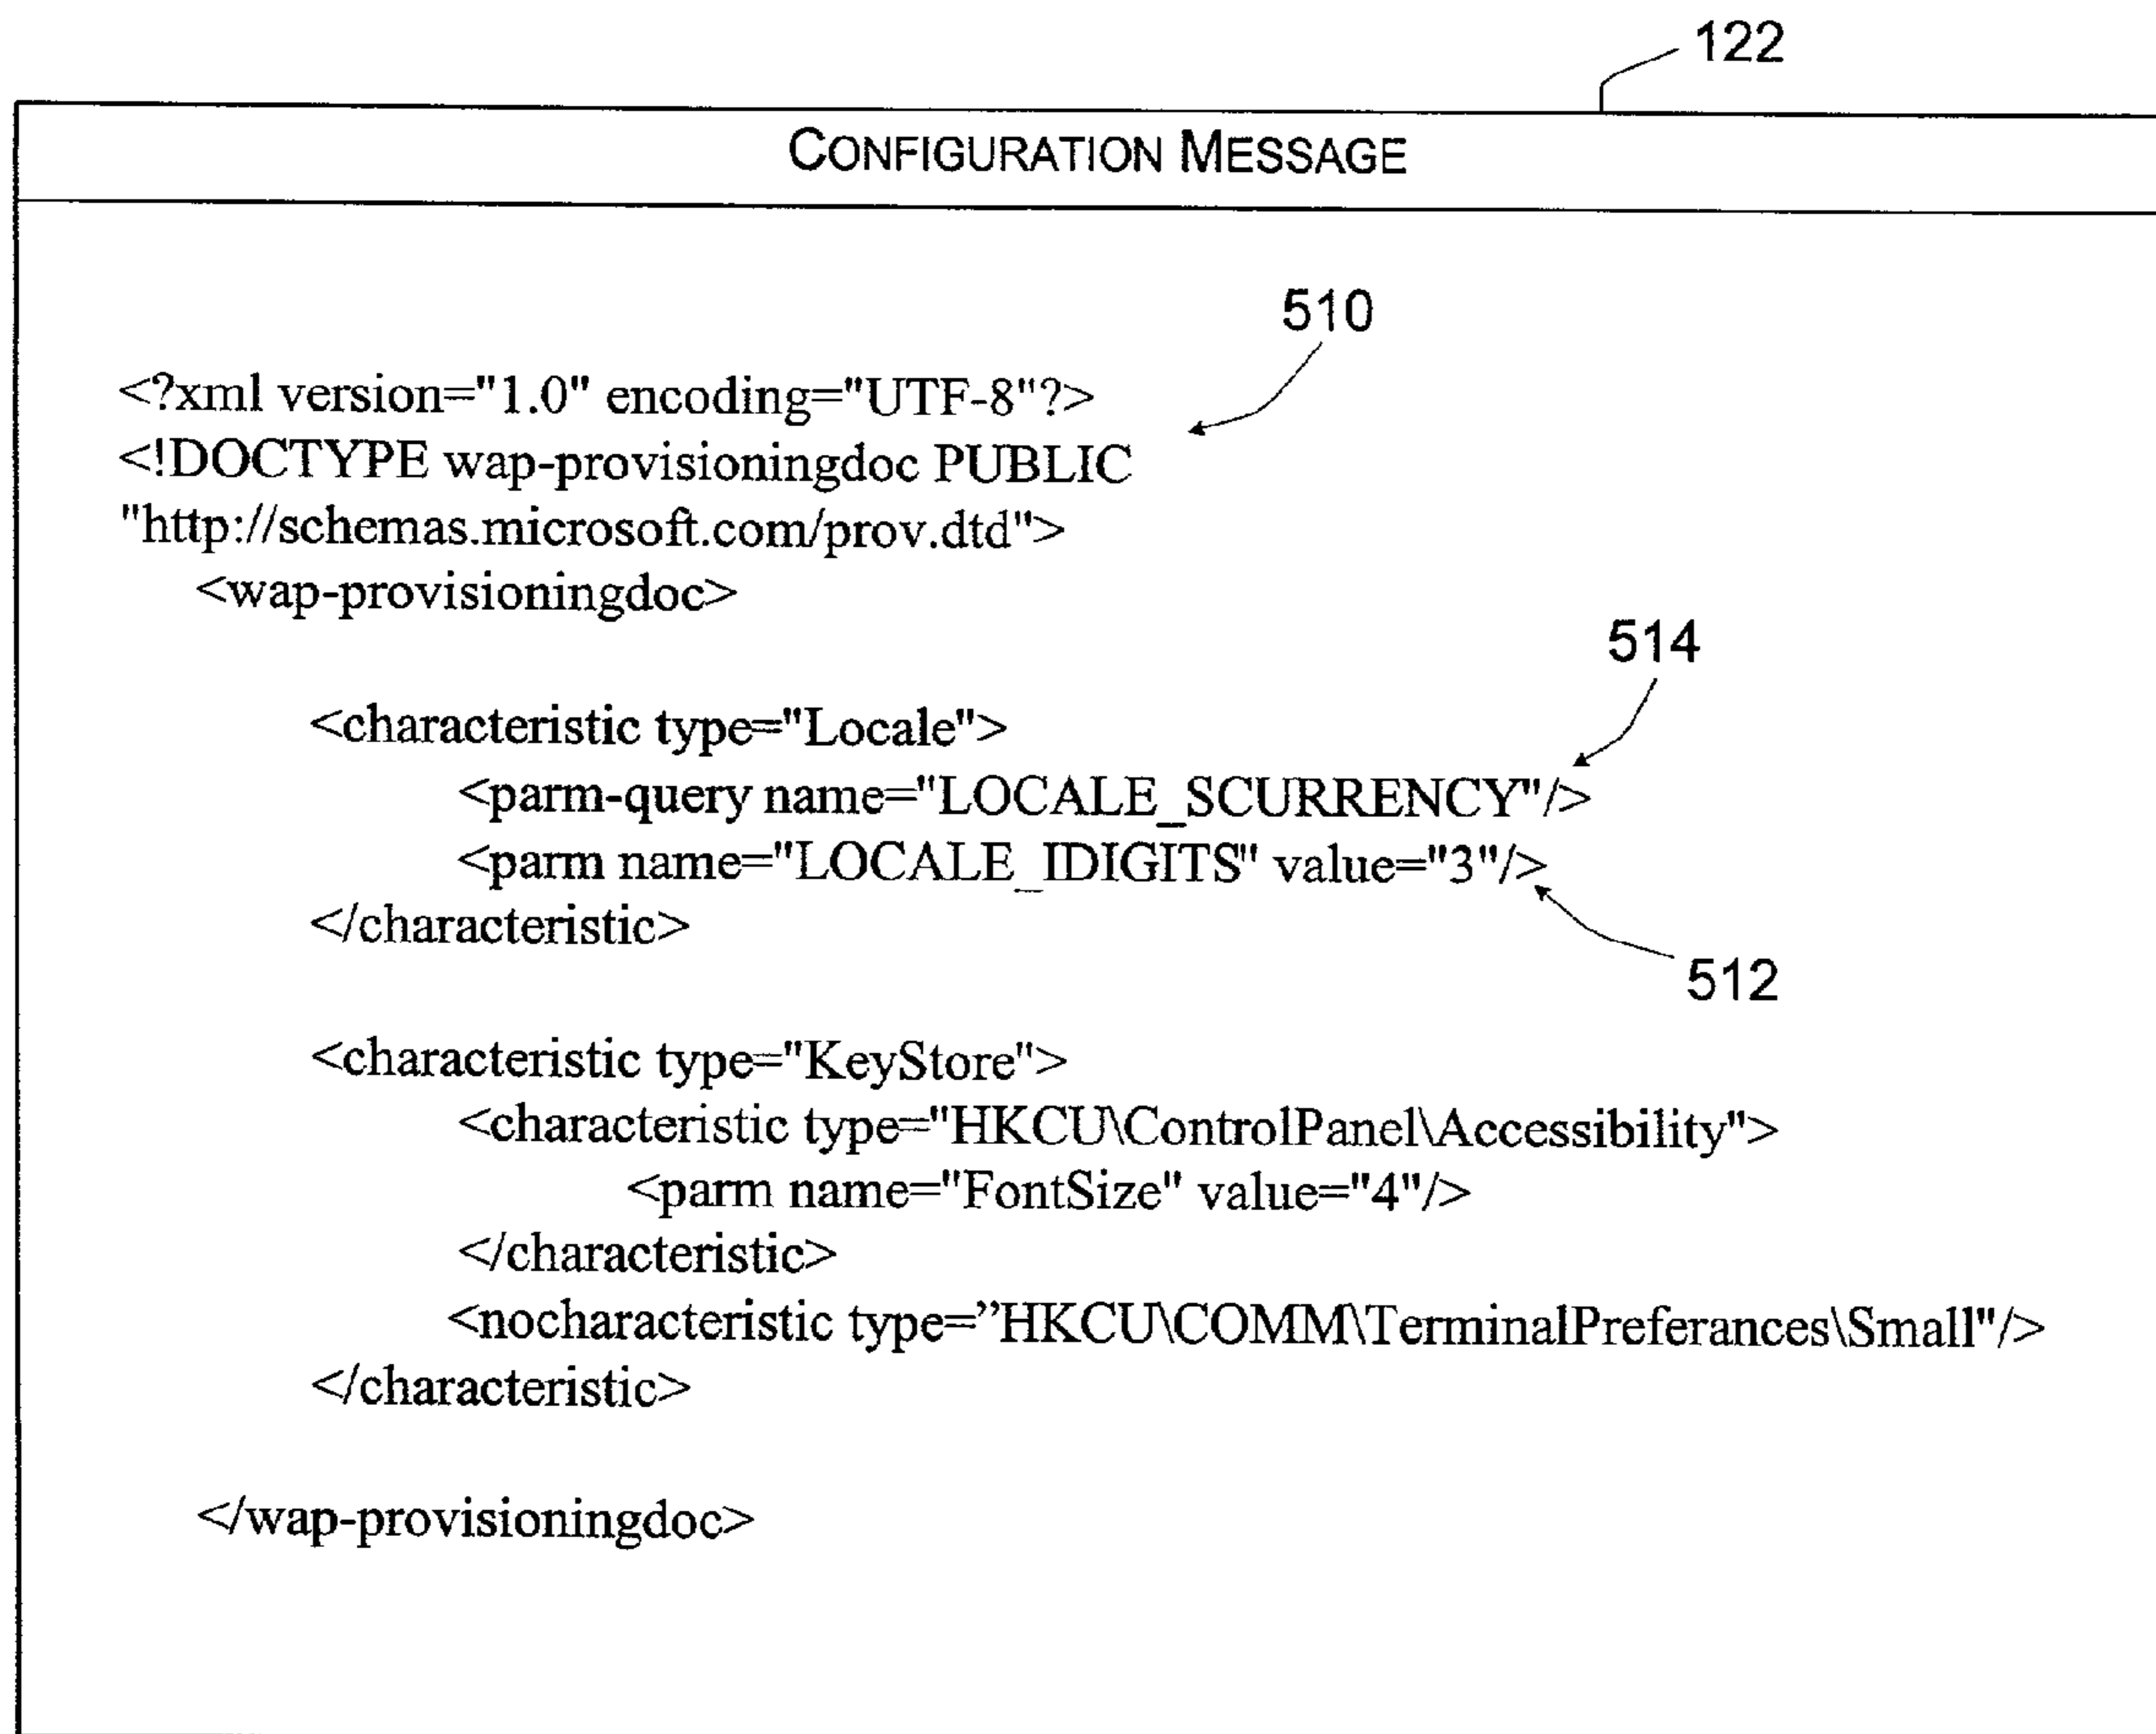 122
CONFIGURATION MESSAGE
510
<?xml version="1.0" encoding="UTF-8"?>
<!DOCTYPE wap-provisioningdoc PUBLIC
"http://schemas.microsoft.com/prov.dtd">
<wap-provisioningdoc>
514
<characteristic type="Locale">
<parm-query name="LOCALE_SCURRENCY"/>
<parm name="LOCALE_IDIGITS" value="3"/>
</characteristic>
512
<characteristic type="KeyStore">
<characteristic type="HKCU\ControlPanel\Accessibility">
<parm name="FontSize" value="4"/>
</characteristic>
<nocharacteristic type=”HKCU\COMM\TerminalPreferances\Small"/>
</characteristic>
</wap-provisioningdoc>